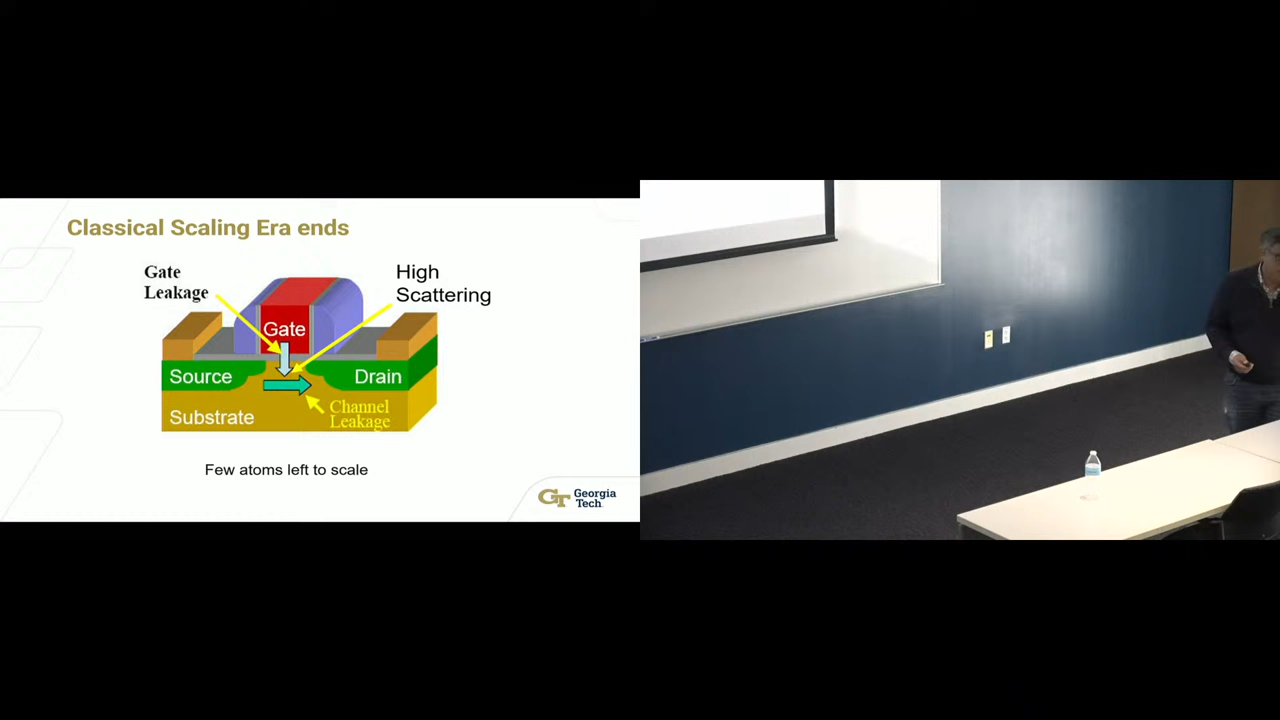 Classical Scaling Era ends
Gate
Leakage
High
Scattering
Gate
Source
Drain
Substrate
Channel
Leakage
Few atoms left to scale
GT Georgia
Tech